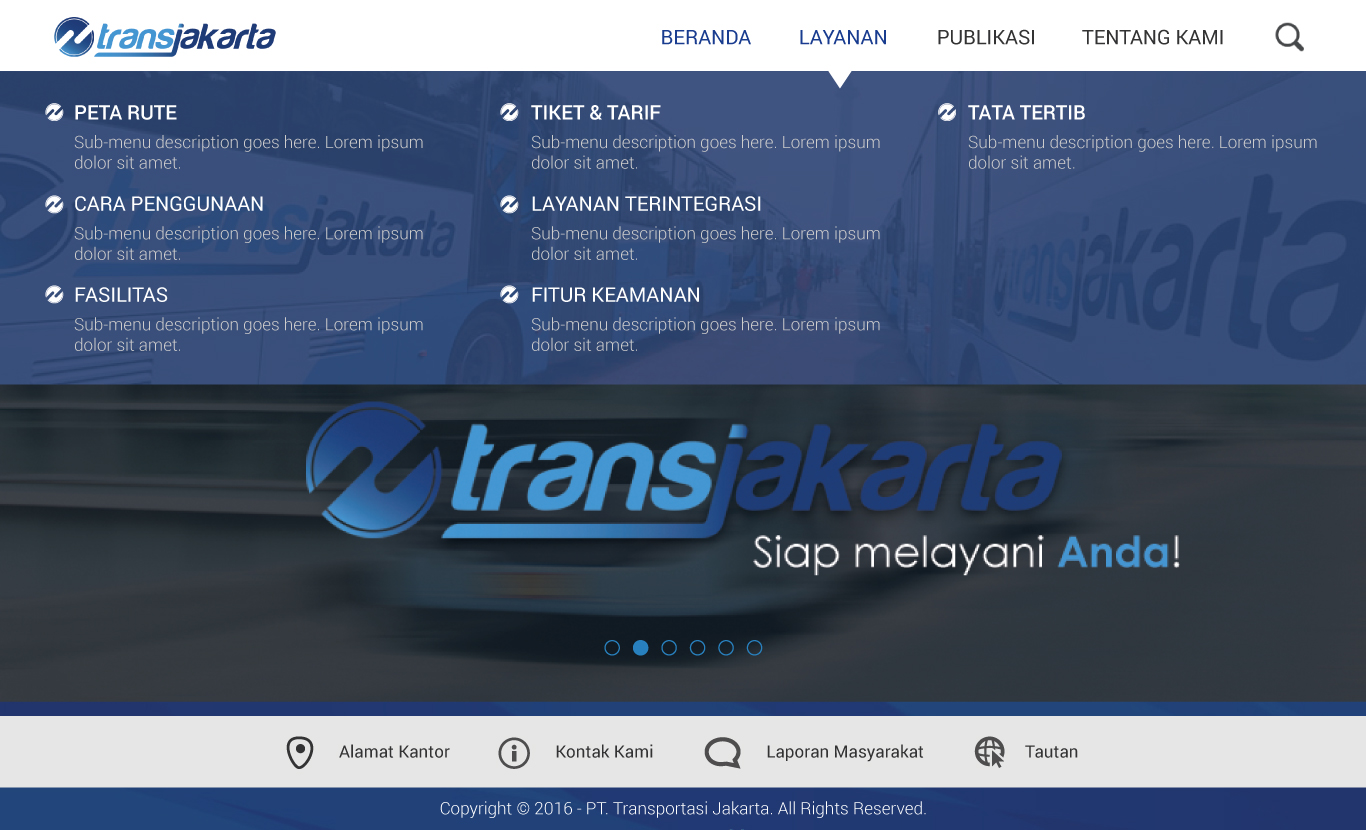 transjakarta
BERANDA LAYANAN PUBLIKASI TENTANG KAMI
PETA RUTE
Sub-menu description goes here. Lorem ipsum
dolor sit amet.
CARA PENGGUNAAN
Sub-menu description goes here. Lorem ipsum
dolor sit amet.
FASILITAS
Sub-menu description goes here. Lorem ipsum
dolor sit amet.
TIKET & TARIF
Sub-menu description goes here. Lorem ipsum
dolor sit amet.
LAYANAN TERINTEGRASI
Sub-menu description goes here. Lorem ipsum
dolor sit amet.
FITUR KEAMANAN
Sub-menu description goes here. Lorem ipsum
dolor sit amet.
TATA TERTIB
Sub-menu description goes here. Lorem ipsum
dolor sit amet.
transjakarta
transjakarta
transjakarta
Siap melayani Anda!
Alamat Kantor Kontak Kami Laporan Masyarakat Tautan
Copyright © 2016 - PT. Transportasi Jakarta. All Rights Reserved.